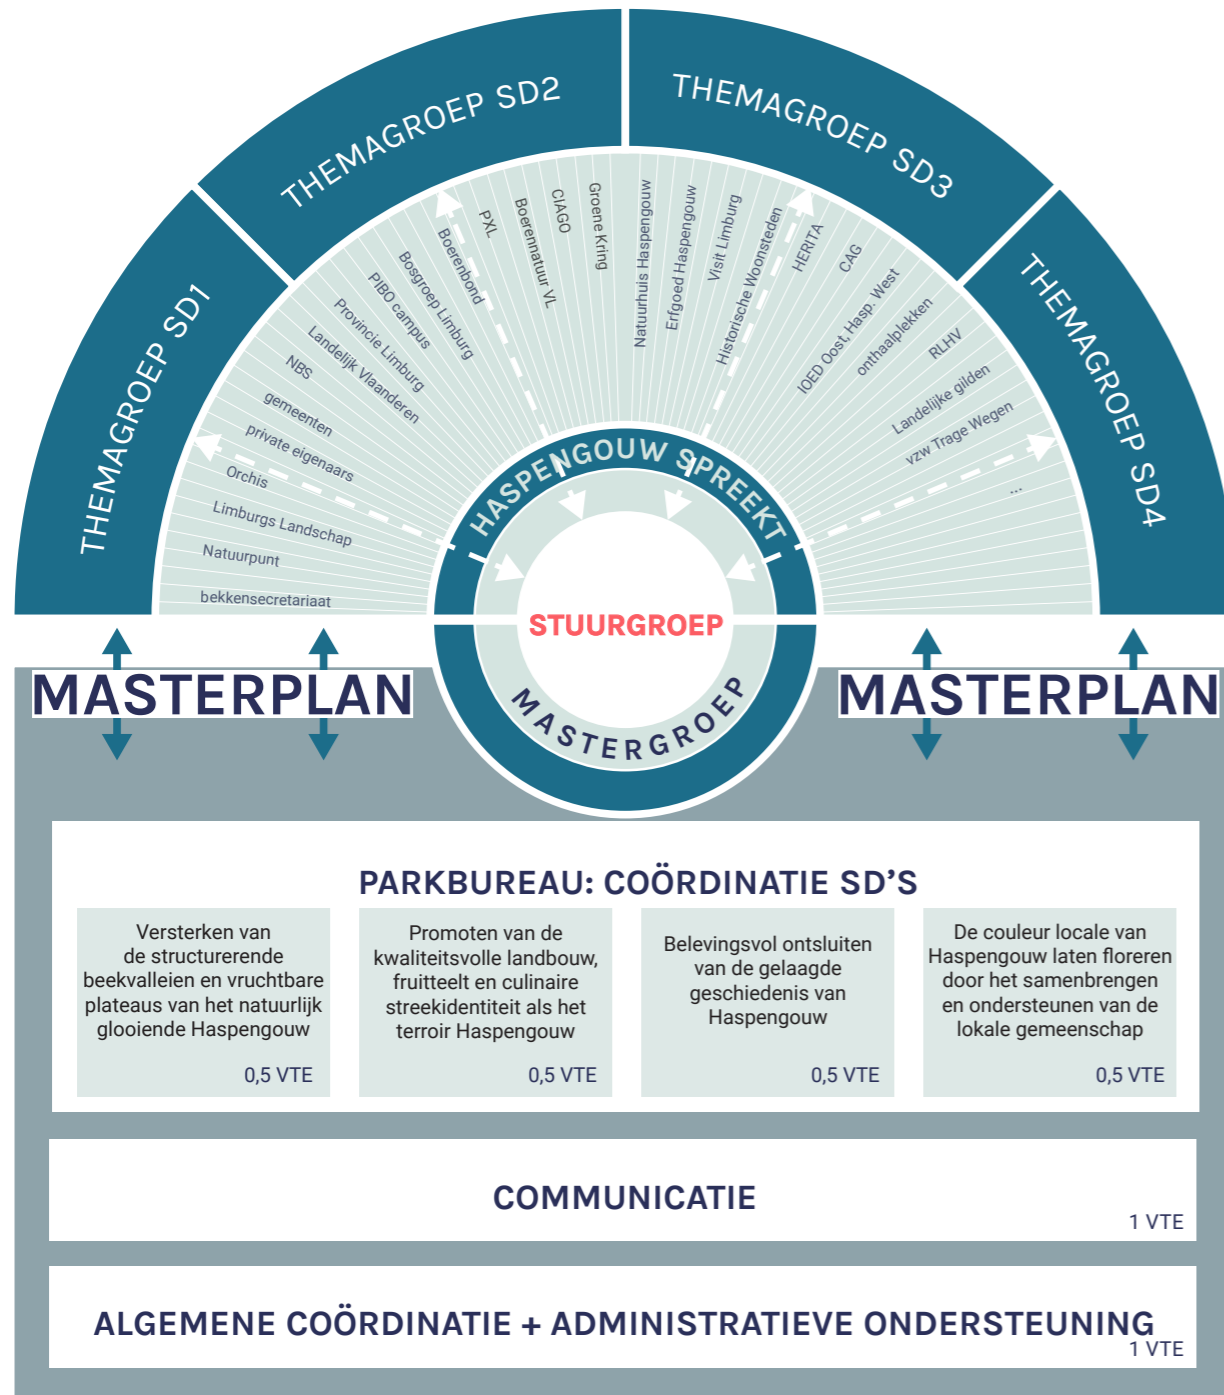 THEMAGROEP SD1
THEMAGROEP SD2
THEMAGROEP SD3
THEMAGROEP SD4
bekkensecretariaat
Natuurpunt
Limburgs Landschap
Orchis
private eigenaars
gemeenten
NBS
Landelijk Vlaanderen
Provincie Limburg
PIBO campus
Bosgroep Limburg
Boerenbond
PXL
Boerennatuur VL
CIAGO
Groene Kring
Natuurhuis Haspengouw
Erfgoed Haspengouw
Visit Limburg
Historische Woonsteden
HERITA
CAG
IOED Oost, Hasp. West
onthaalplekken
RLHV
Landelijke gilden
vzw Trage Wegen
...
HASPENGOUW SPREEKT
STUURGROEP
MASTERGROEP
MASTERPLAN
MASTERPLAN
PARKBUREAU: COÖRDINATIE SD’S
Versterken van
de structurerende
beekvalleien en vruchtbare
plateaus van het natuurlijk
glooiende Haspengouw
0,5 VTE
Promoten van de
kwaliteitsvolle landbouw,
fruitteelt en culinaire
streekidentiteit als het
terroir Haspengouw
0,5 VTE
Belevingsvol ontsluiten
van de gelaagde
geschiedenis van
Haspengouw
0,5 VTE
De couleur locale van
Haspengouw laten floreren
door het samenbrengen
en ondersteunen van de
lokale gemeenschap
0,5 VTE
COMMUNICATIE
1 VTE
ALGEMENE COÖRDINATIE + ADMINISTRATIEVE ONDERSTEUNING
1 VTE